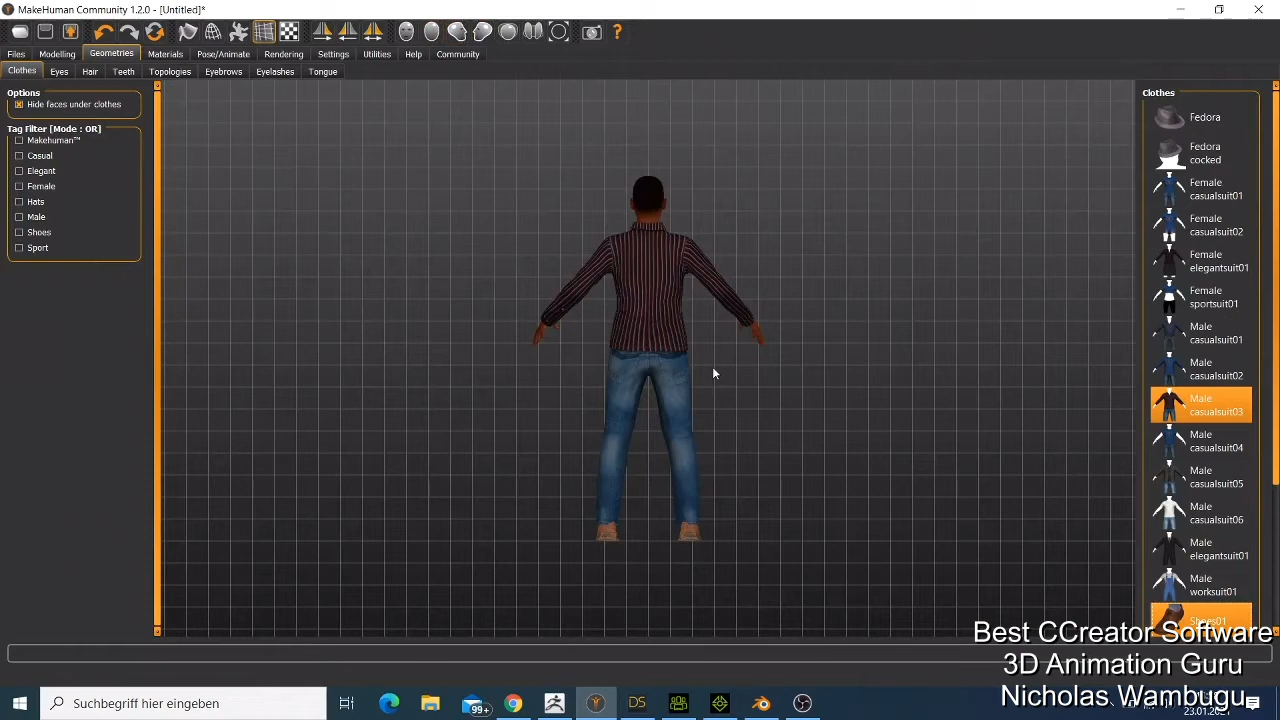 MakeHuman Community 1.2.0 - [Untitled]*
Files Modelling Geometries Materials Pose/Animate Rendering Settings Utilities Help Community
Clothes Eyes Hair Teeth Topologies Eyebrows Eyelashes Tongue
Options
Hide faces under clothes
Tag Filter [Mode : OR]
Makehuman™
Casual
Elegant
Female
Hats
Male
Shoes
Sport
Clothes
Fedora
Fedora
cocked
Female
casualsuit01
Female
casualsuit02
Female
elegantsuit01
Female
sportsuit01
Male
casualsuit01
Male
casualsuit02
Male
casualsuit03
Male
casualsuit04
Male
casualsuit05
Male
casualsuit06
Male
elegantsuit01
Male
worksuit01
Shoes01
Best CCreator Software
3D Animation Guru
Nicholas Wambugu
Suchbegriff hier eingeben
99+
DS